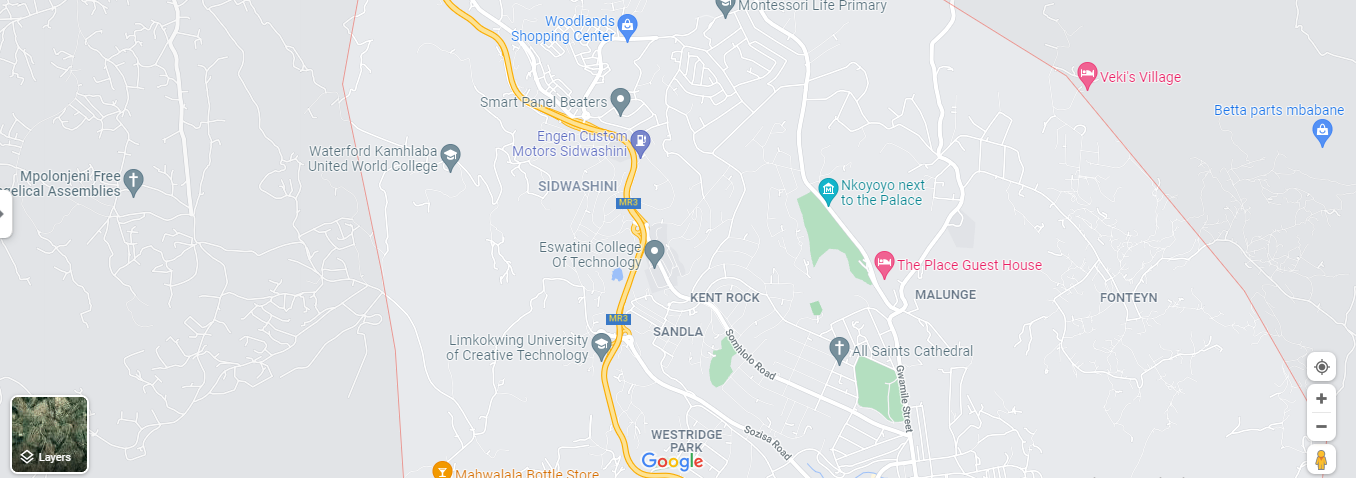 Montessori Life Primary
Woodlands
Shopping Center
Veki's Village
Smart Panel Beaters
Betta parts mbabane
Engen Custom
Motors Sidwashini
Waterford Kamhlaba
United World College
Mpolonjeni Free
gelical Assemblies
SIDWASHINI
Nkoyoyo next
to the Palace
MR3
Eswatini College
Of Technology
The Place Guest House
KENT ROCK
MALUNGE
FONTEYN
MR3
SANDLA
Limkokwing University
of Creative Technology
Somhlolo Road
All Saints Cathedral
Gwamile Street
WESTRIDGE
PARK
Sozisa Road
Google
Layers
Mahwalala Bottle Store